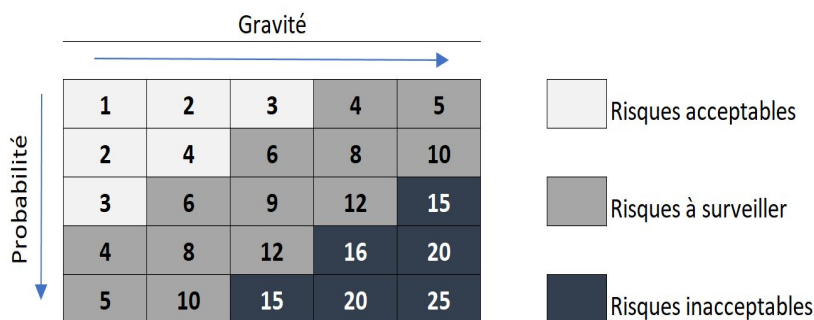 Gravité
Probabilité
1 2 3 4 5
2 4 6 8 10
3 6 9 12 15
4 8 12 16 20
5 10 15 20 25
Risques acceptables
Risques à surveiller
Risques inacceptables